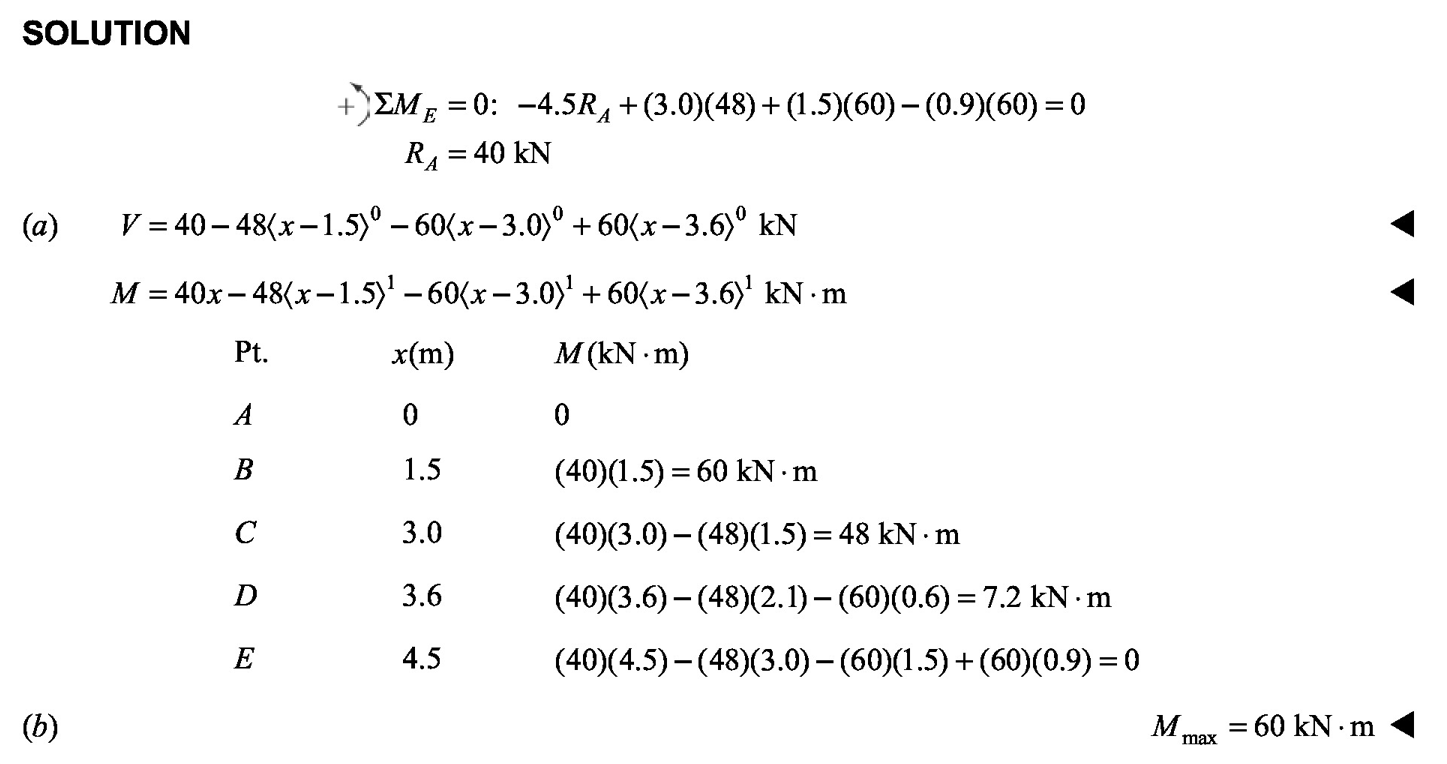 SOLUTION
+↺ΣM_E = 0: −4.5R_A + (3.0)(48) + (1.5)(60) − (0.9)(60) = 0
R_A = 40 kN
(a) V = 40 − 48⟨x − 1.5⟩⁰ − 60⟨x − 3.0⟩⁰ + 60⟨x − 3.6⟩⁰ kN ◀
M = 40x − 48⟨x − 1.5⟩¹ − 60⟨x − 3.0⟩¹ + 60⟨x − 3.6⟩¹ kN · m ◀
Pt. x(m) M(kN · m)
A 0 0
B 1.5 (40)(1.5) = 60 kN · m
C 3.0 (40)(3.0) − (48)(1.5) = 48 kN · m
D 3.6 (40)(3.6) − (48)(2.1) − (60)(0.6) = 7.2 kN · m
E 4.5 (40)(4.5) − (48)(3.0) − (60)(1.5) + (60)(0.9) = 0
(b) M_max = 60 kN · m ◀